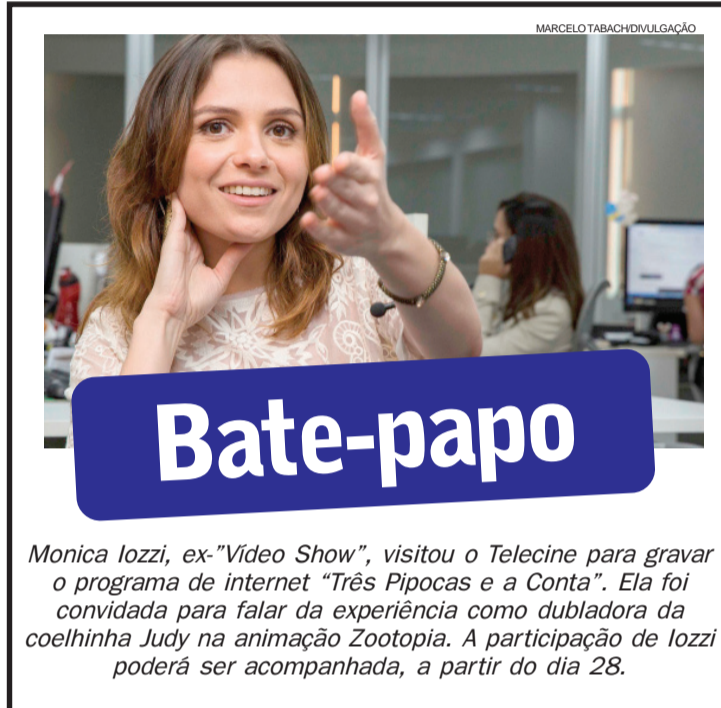 MARCELO TABACH/DIVULGAÇÃO
Bate-papo
Monica Iozzi, ex-”Vídeo Show”, visitou o Telecine para gravar
o programa de internet “Três Pipocas e a Conta”. Ela foi
convidada para falar da experiência como dubladora da
coelhinha Judy na animação Zootopia. A participação de Iozzi
poderá ser acompanhada, a partir do dia 28.